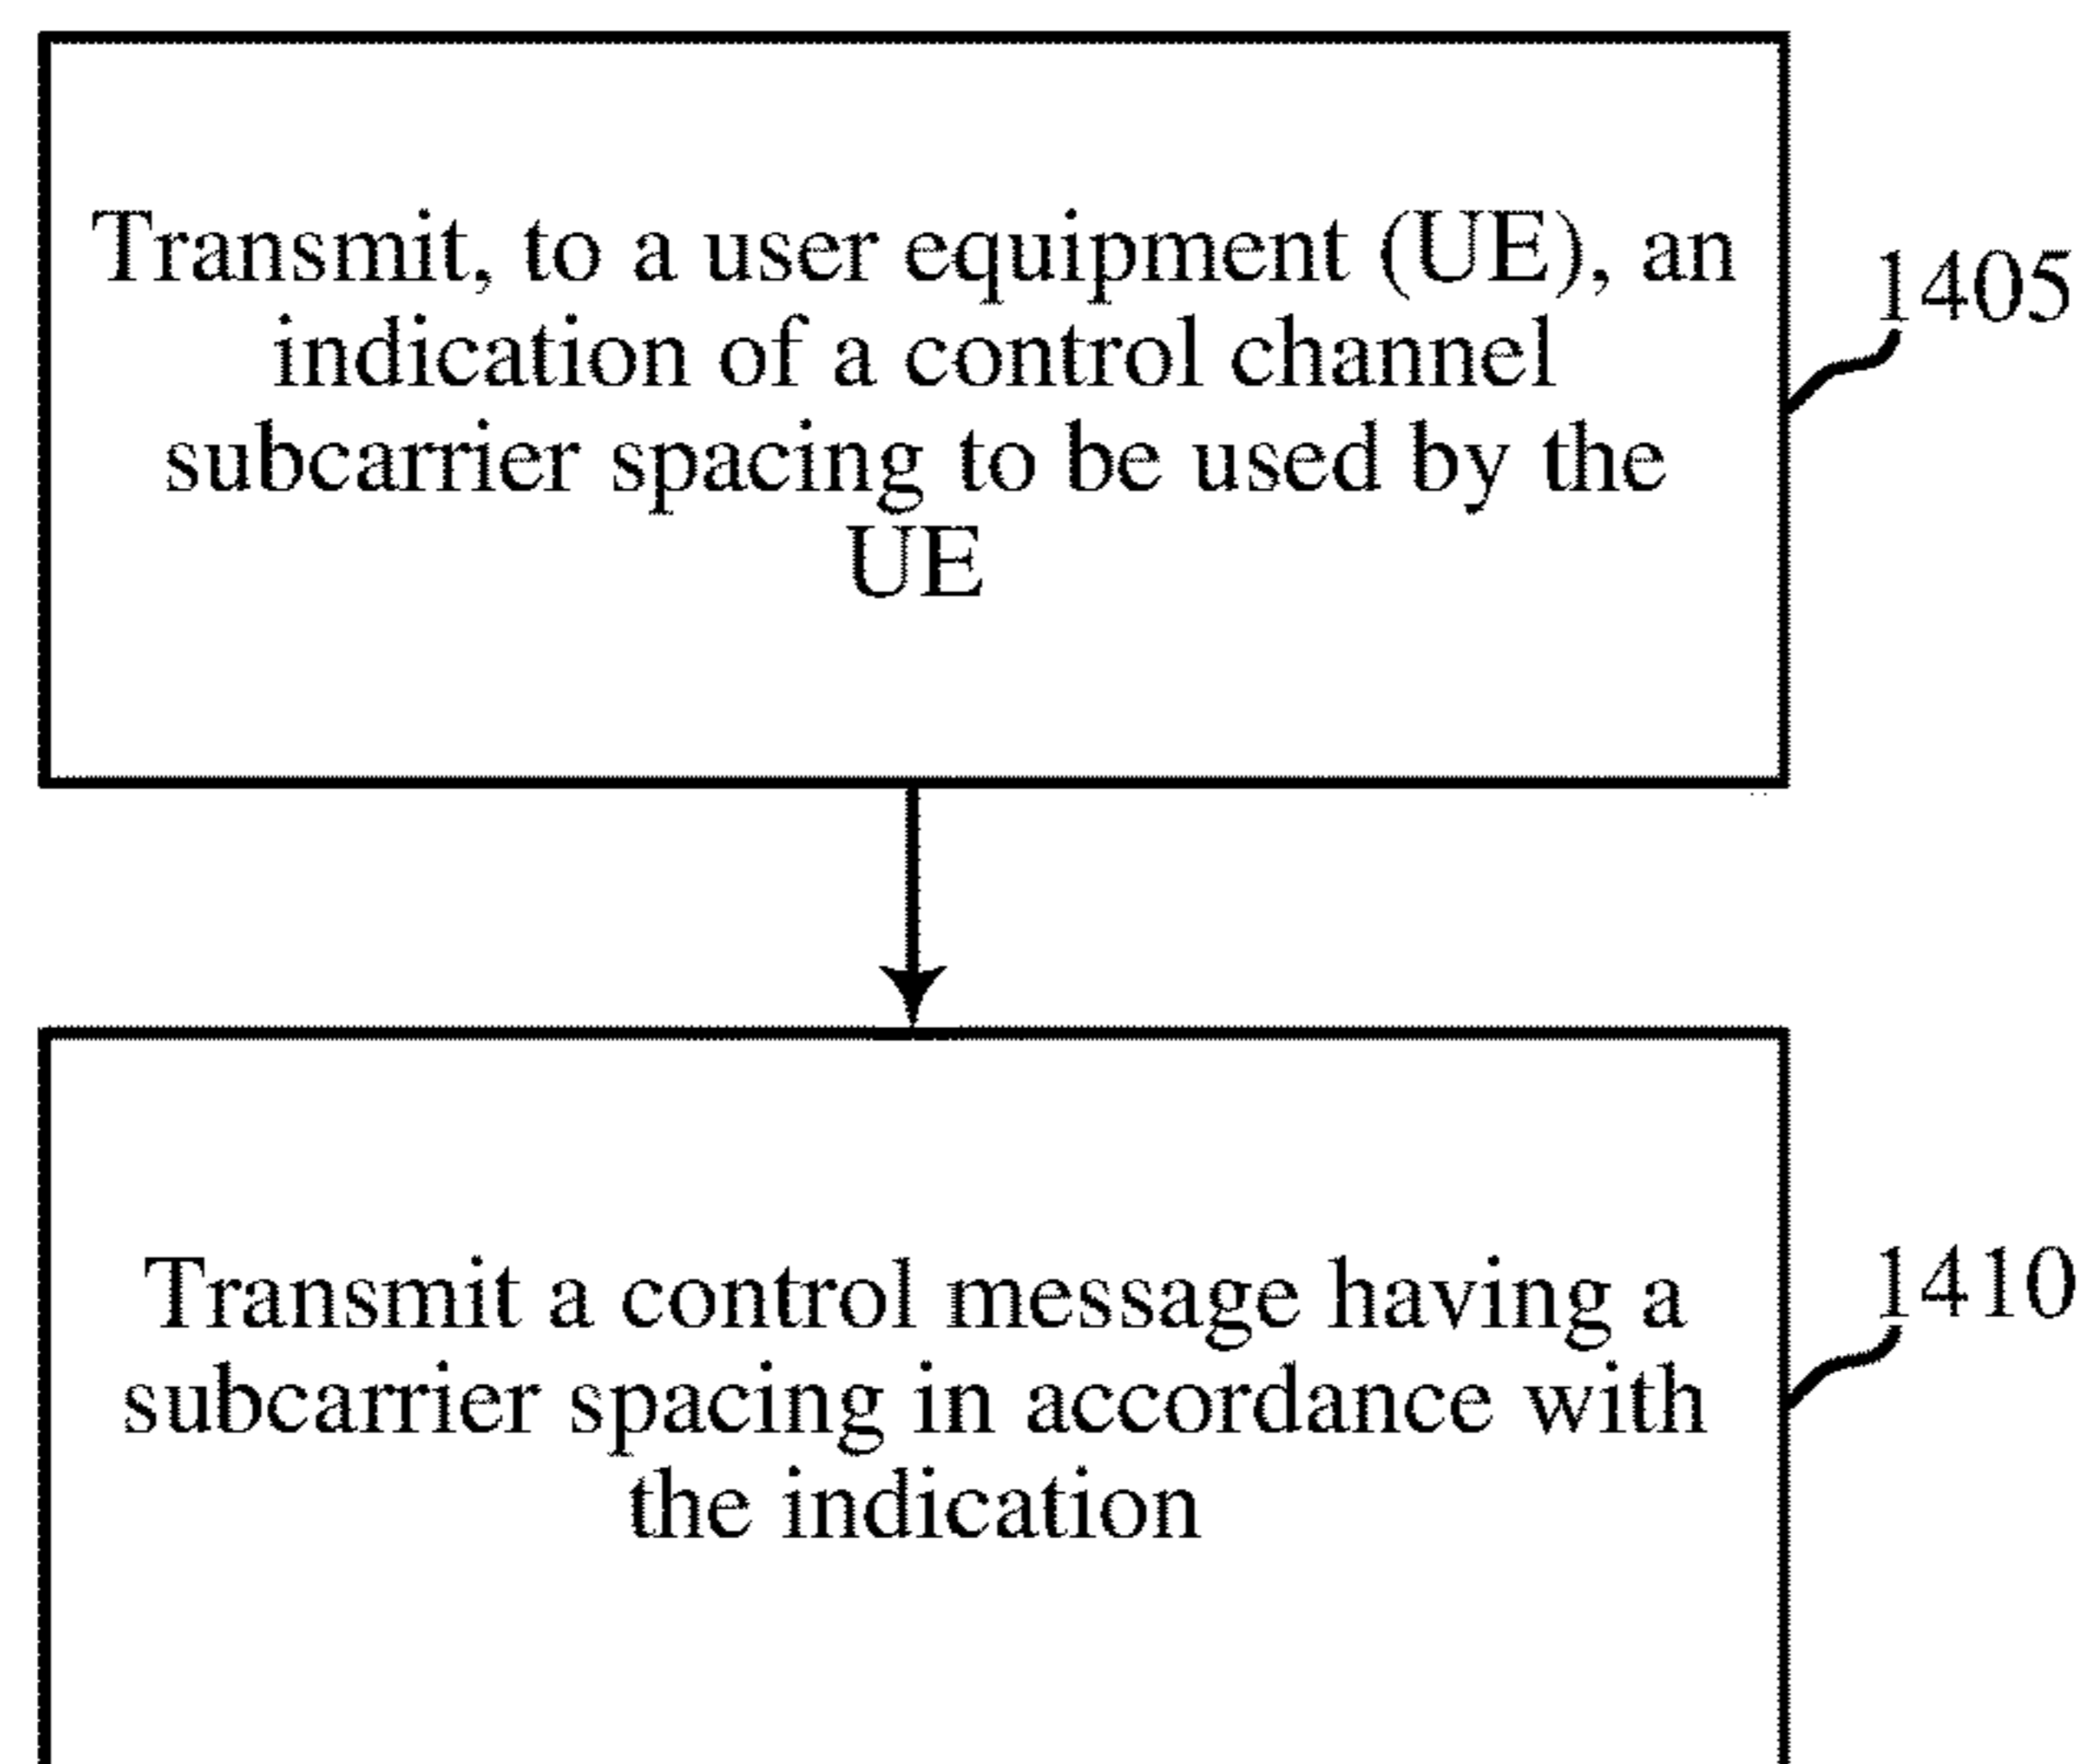 Transmit, to a user equipment (UE), an
indication of a control channel
subcarrier spacing to be used by the
UE
1405
Transmit a control message having a
subcarrier spacing in accordance with
the indication
1410